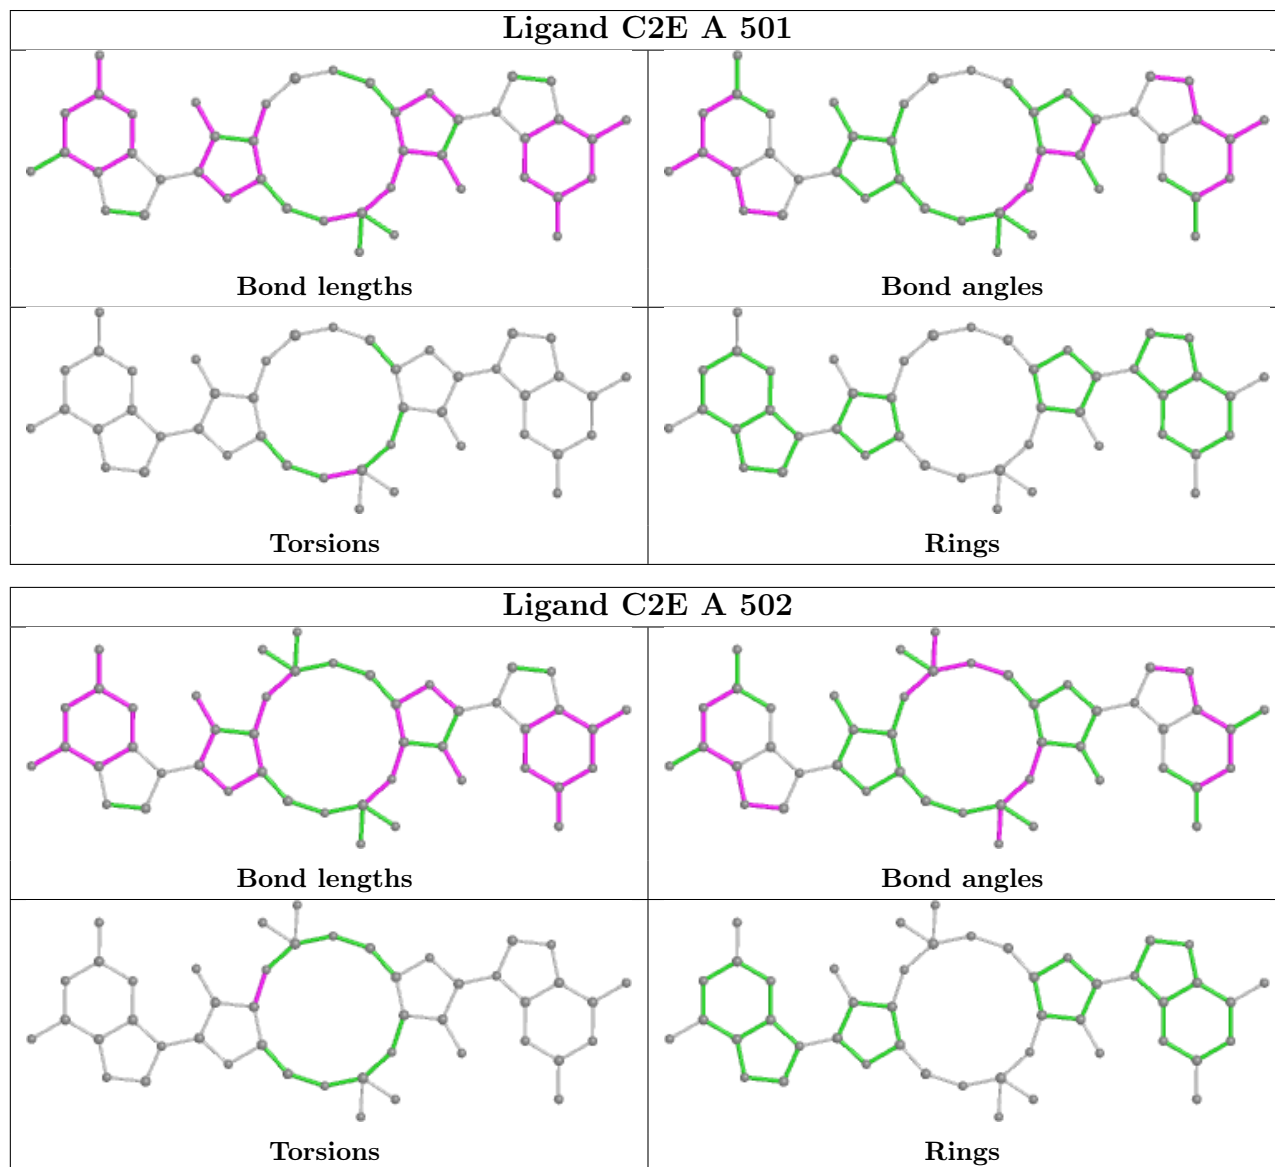 Ligand C2E A 501
Bond lengths
Bond angles
Torsions
Rings
Ligand C2E A 502
Bond lengths
Bond angles
Torsions
Rings